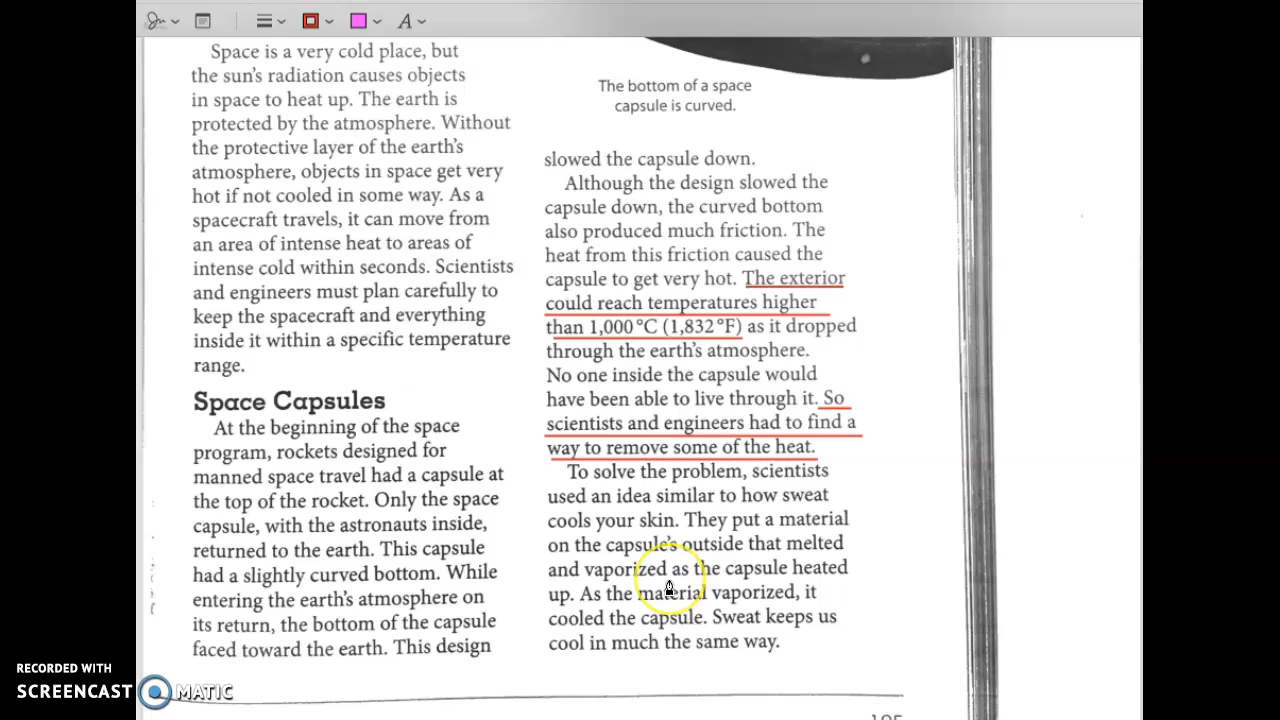 Space is a very cold place, but
the sun's radiation causes objects
in space to heat up. The earth is
protected by the atmosphere. Without
the protective layer of the earth's
atmosphere, objects in space get very
hot if not cooled in some way. As a
spacecraft travels, it can move from
an area of intense heat to areas of
intense cold within seconds. Scientists
and engineers must plan carefully to
keep the spacecraft and everything
inside it within a specific temperature
range.
Space Capsules
At the beginning of the space
program, rockets designed for
manned space travel had a capsule at
the top of the rocket. Only the space
capsule, with the astronauts inside,
returned to the earth. This capsule
had a slightly curved bottom. While
entering the earth's atmosphere on
its return, the bottom of the capsule
faced toward the earth. This design
The bottom of a space
capsule is curved.
slowed the capsule down.
Although the design slowed the
capsule down, the curved bottom
also produced much friction. The
heat from this friction caused the
capsule to get very hot. The exterior
could reach temperatures higher
than 1,000 °C (1,832 °F) as it dropped
through the earth's atmosphere.
No one inside the capsule would
have been able to live through it. So
scientists and engineers had to find a
way to remove some of the heat.
To solve the problem, scientists
used an idea similar to how sweat
cools your skin. They put a material
on the capsule's outside that melted
and vaporized as the capsule heated
up. As the material vaporized, it
cooled the capsule. Sweat keeps us
cool in much the same way.
A
RECORDED WITH
SCREENCAST MATIC